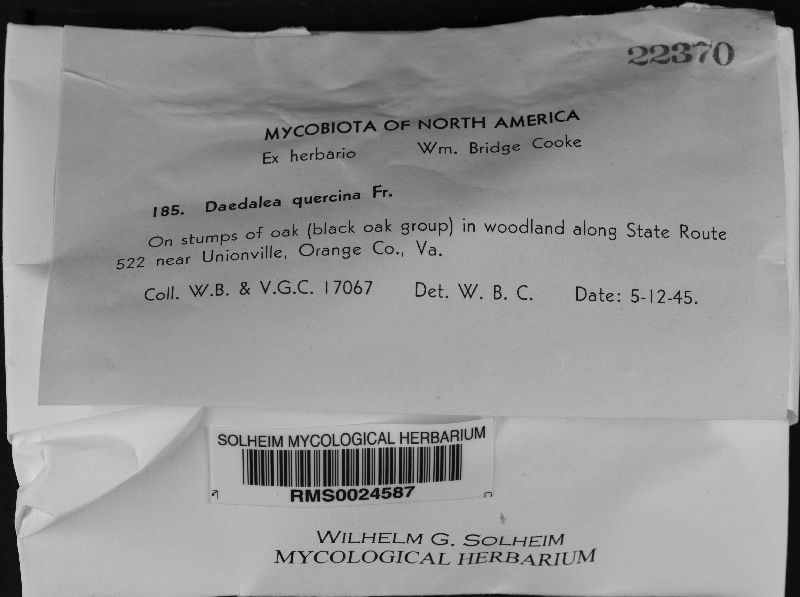 22370
MYCOBIOTA OF NORTH AMERICA
Ex herbario Wm. Bridge Cooke
185. Daedalea quercina Fr.
On stumps of oak (black oak group) in woodland along State Route
522 near Unionville, Orange Co., Va.
Coll. W.B. & V.G.C. 17067 Det. W. B. C. Date: 5-12-45.
SOLHEIM MYCOLOGICAL HERBARIUM
RMS0024587
WILHELM G. SOLHEIM
MYCOLOGICAL HERBARIUM